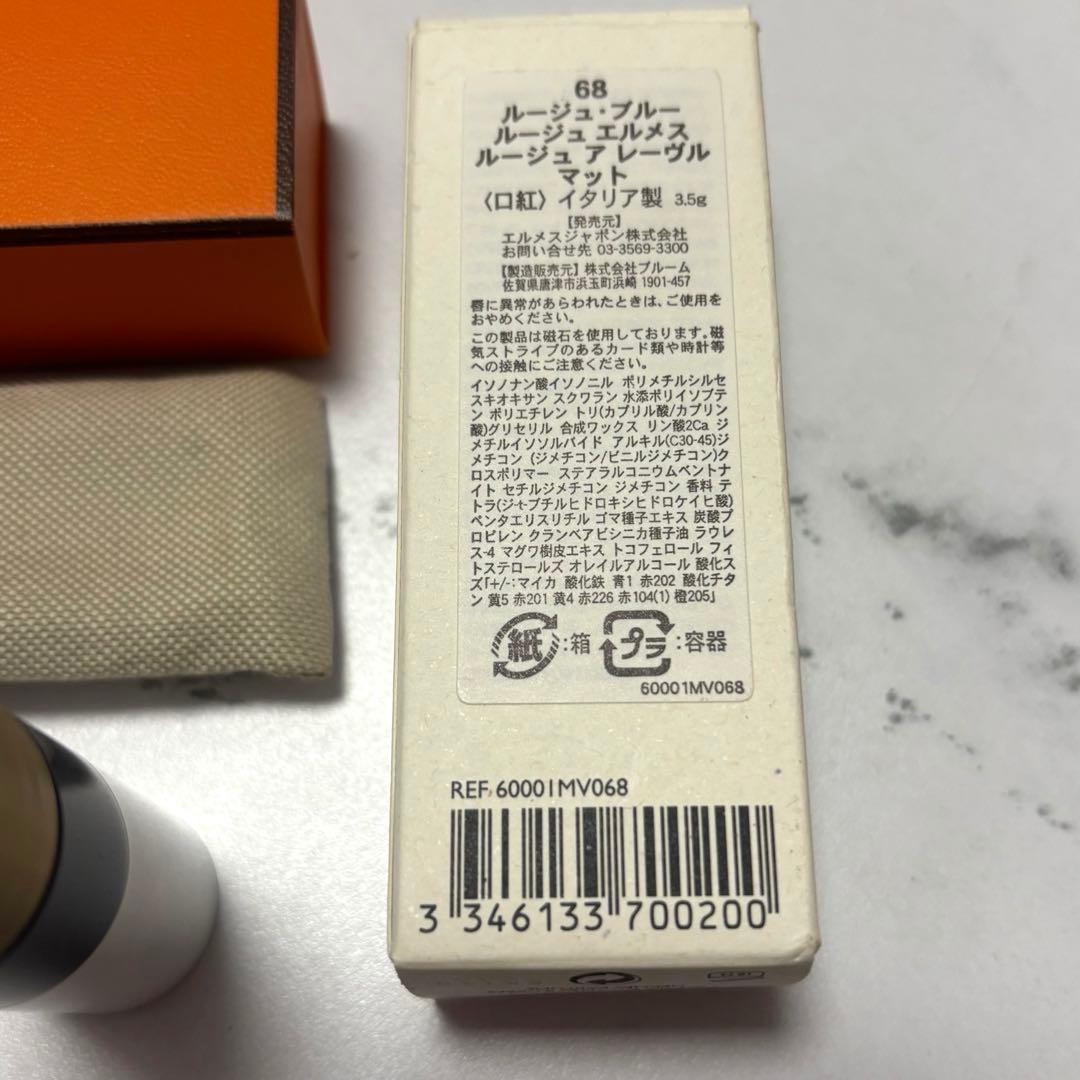 68
ルージュ・ブルー
ルージュ エルメス
ルージュ ア レーヴル
マット
〈口紅〉イタリア製 3.5g
【発売元】
エルメスジャポン株式会社
お問い合せ先 03-3569-3300
【製造販売元】株式会社ブルーム
佐賀県唐津市浜玉町浜崎 1901-457
唇に異常があらわれたときは、ご使用を
おやめください。
この製品は磁石を使用しております。磁
気ストライプのあるカード類や時計等
への接触にご注意ください。
イソノナン酸イソノニル ポリメチルシルセ
スキオキサン スクワラン 水添ポリイソブテ
ン ポリエチレン トリ(カプリル酸/カプリン
酸)グリセリル 合成ワックス リン酸2Ca ジ
メチルイソソルバイド アルキル(C30-45)ジ
メチコン (ジメチコン/ビニルジメチコン)ク
ロスポリマー ステアラルコニウムベントナ
イト セチルジメチコン ジメチコン 香料 テ
トラ(ジ-t-ブチルヒドロキシヒドロケイヒ酸)
ペンタエリスリチル ゴマ種子エキス 炭酸プ
ロピレン クランベアビシニカ種子油 ラウレ
ス-4 マグワ樹皮エキス トコフェロール フィ
トステロールズ オレイルアルコール 酸化ス
ズ「+/-:マイカ 酸化鉄 青1 赤202 酸化チタ
ン 黄5 赤201 黄4 赤226 赤104(1) 橙205」
紙 :箱 プラ :容器
60001MV068
REF 60001MV068
3 346133 700200